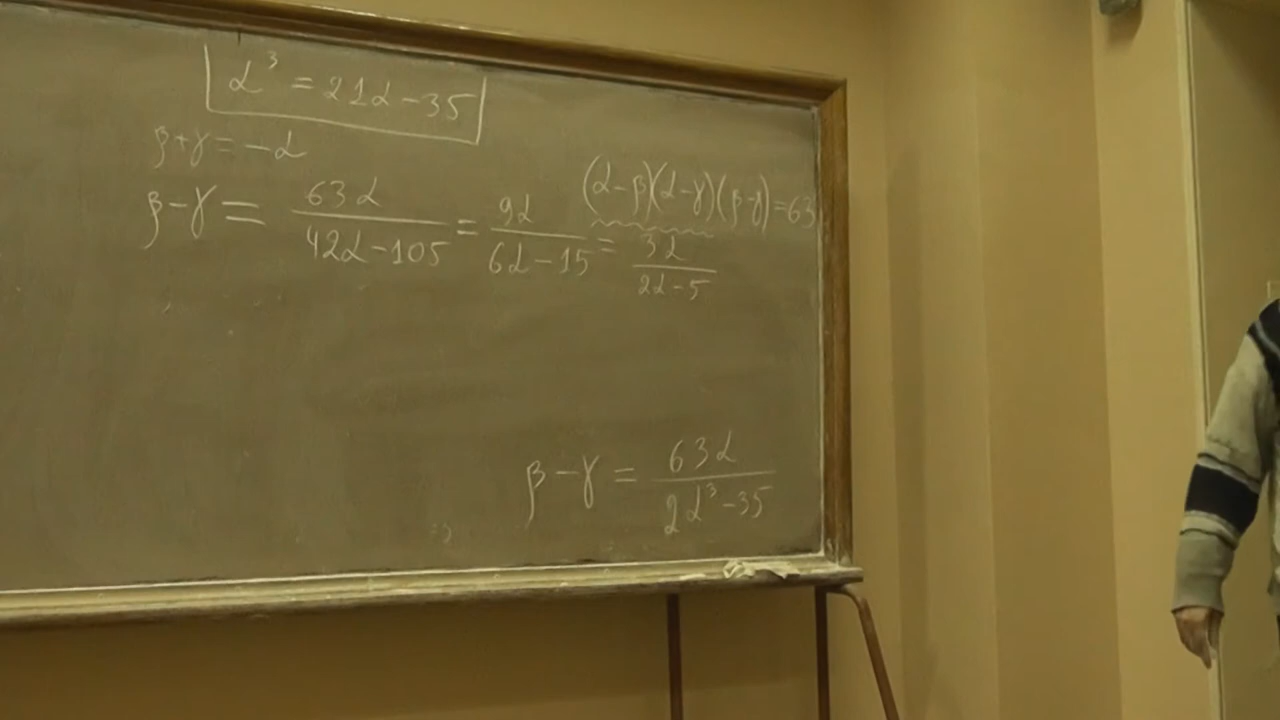 α³ = 21α − 35
β + γ = −α
(α − β)(α − γ)(β − γ) = 63
β − γ = 63α / (42α − 105) = 9α / (6α − 15) = 3α / (2α − 5)
β − γ = 63α / (2α³ − 35)